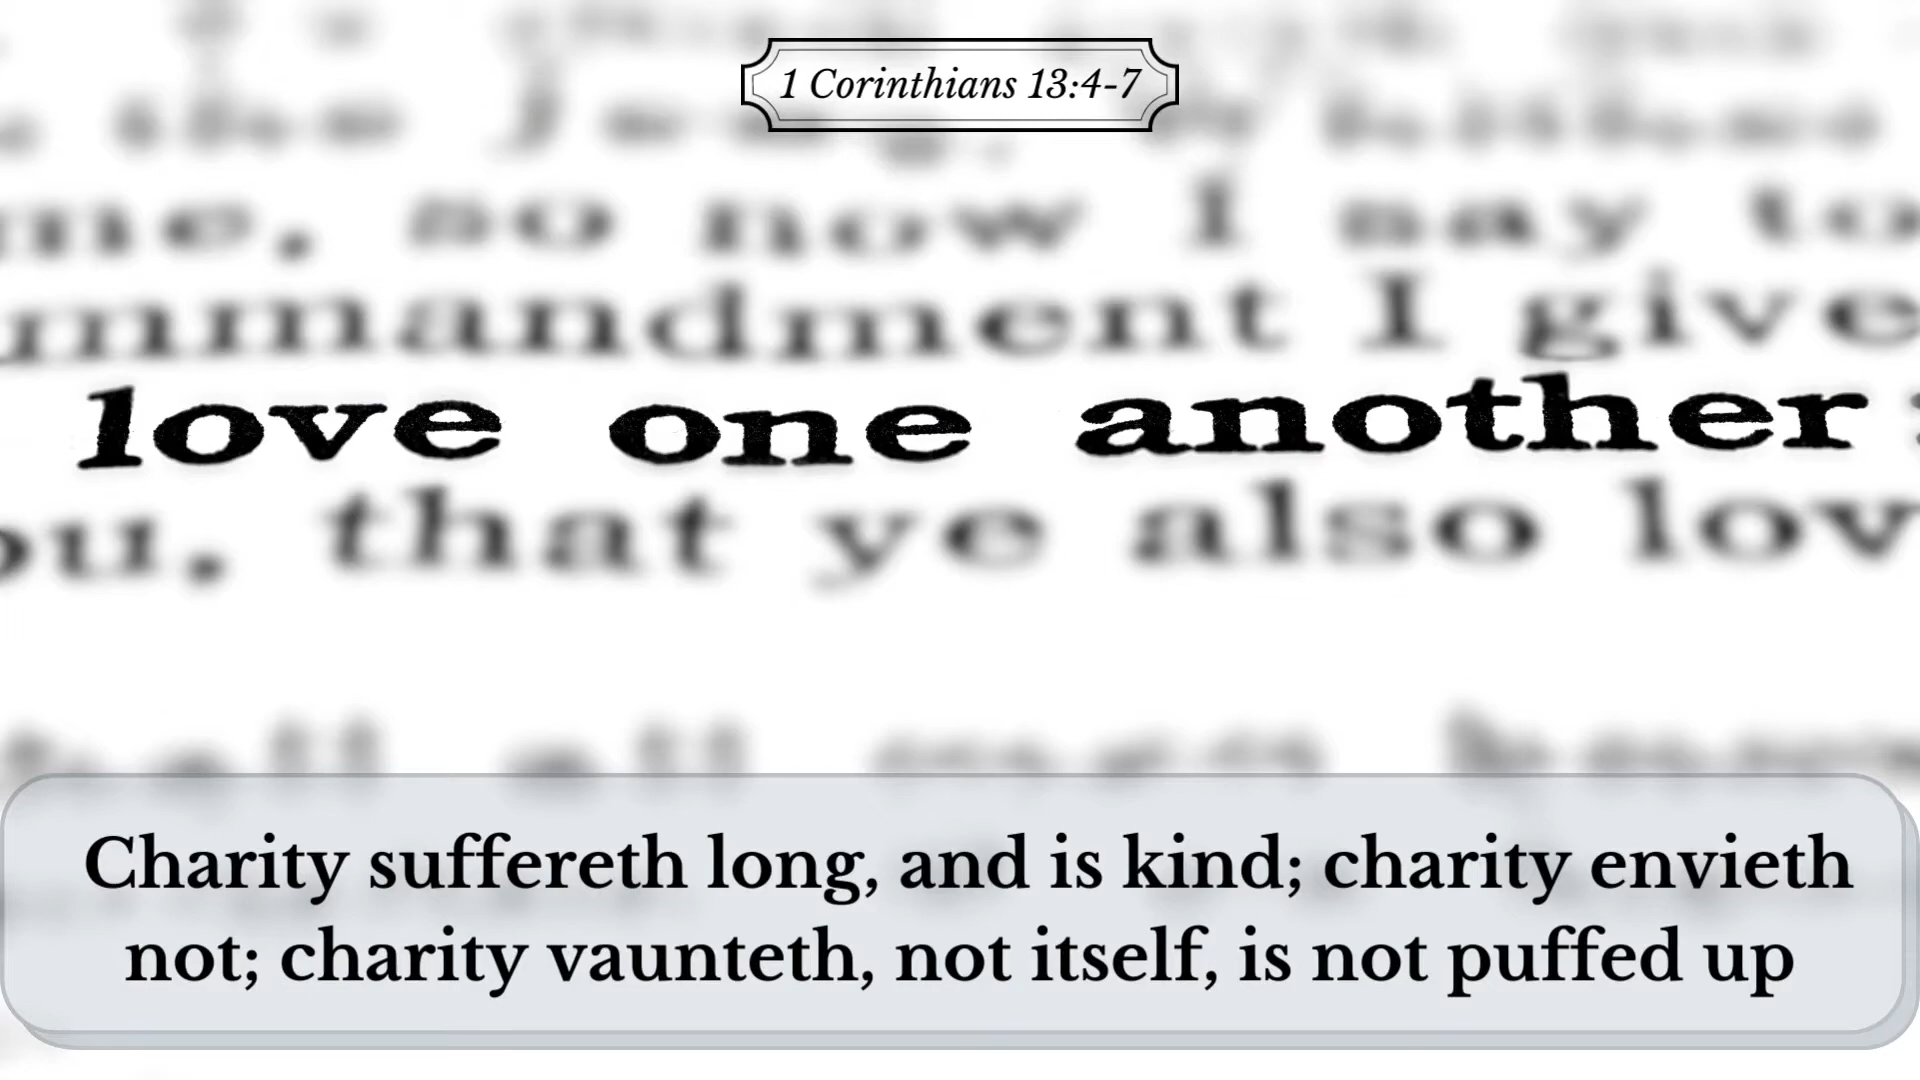 1 Corinthians 13:4-7
me, so now I say to
mmandment I give
love one another
ou, that ye also lov
Charity suffereth long, and is kind; charity envieth
not; charity vaunteth, not itself, is not puffed up